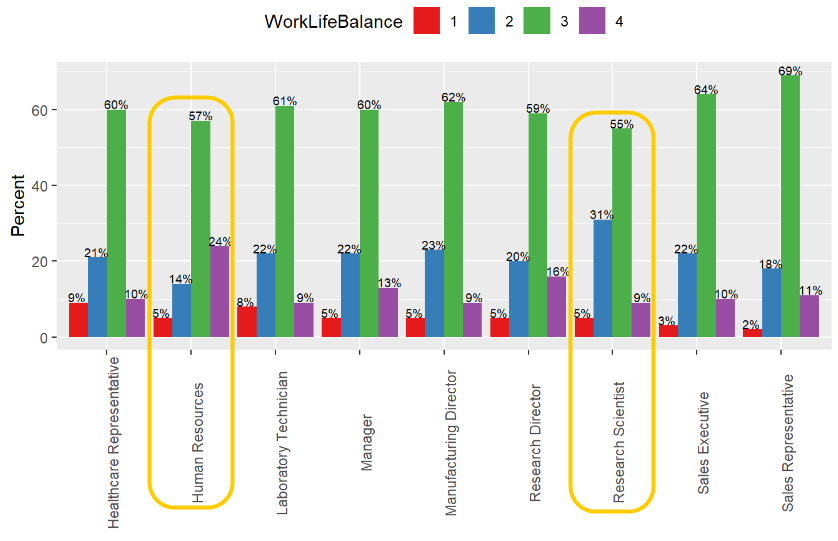 WorkLifeBalance 1 2 3 4
Percent
60
40
20
0
9% 21% 60% 10%
5% 14% 57% 24%
8% 22% 61% 9%
5% 22% 60% 13%
5% 23% 62% 9%
5% 20% 59% 16%
5% 31% 55% 9%
3% 22% 64% 10%
2% 18% 69% 11%
Healthcare Representative
Human Resources
Laboratory Technician
Manager
Manufacturing Director
Research Director
Research Scientist
Sales Executive
Sales Representative